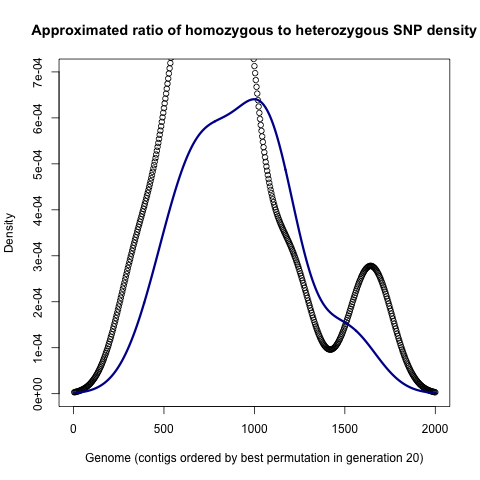 Approximated ratio of homozygous to heterozygous SNP density
7e-04
6e-04
5e-04
4e-04
3e-04
2e-04
1e-04
0e+00
Density
0 500 1000 1500 2000
Genome (contigs ordered by best permutation in generation 20)